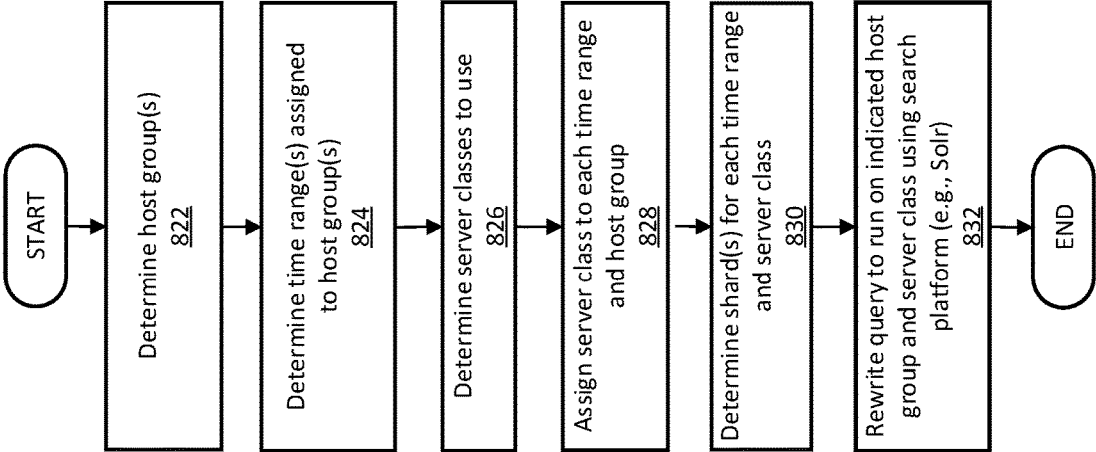 START
Determine host group(s)
822
Determine time range(s) assigned
to host group(s)
824
Determine server classes to use
826
Assign server class to each time range
and host group
828
Determine shard(s) for each time range
and server class
830
Rewrite query to run on indicated host
group and server class using search
platform (e.g., Solr)
832
END